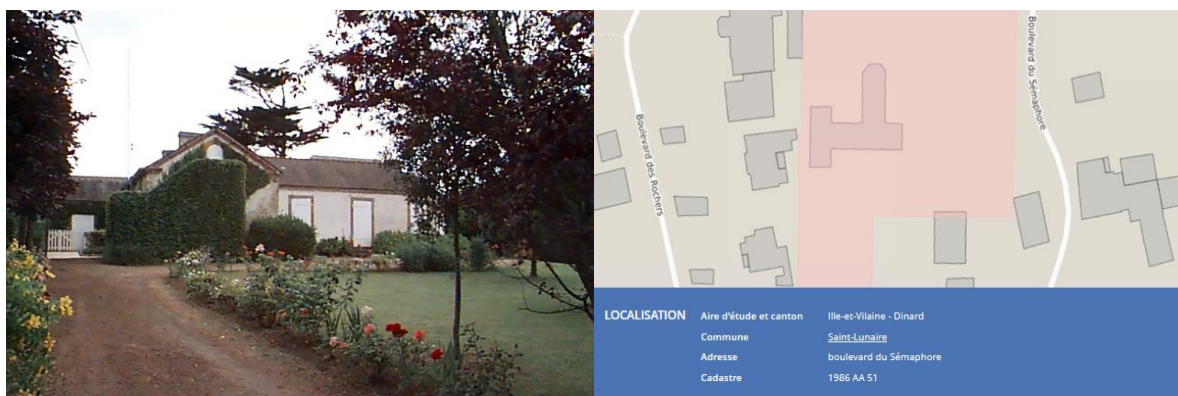 Boulevard des Rochers
Boulevard du Sémaphore
LOCALISATION
Aire d'étude et canton Ille-et-Vilaine - Dinard
Commune Saint-Lunaire
Adresse boulevard du Sémaphore
Cadastre 1986 AA 51